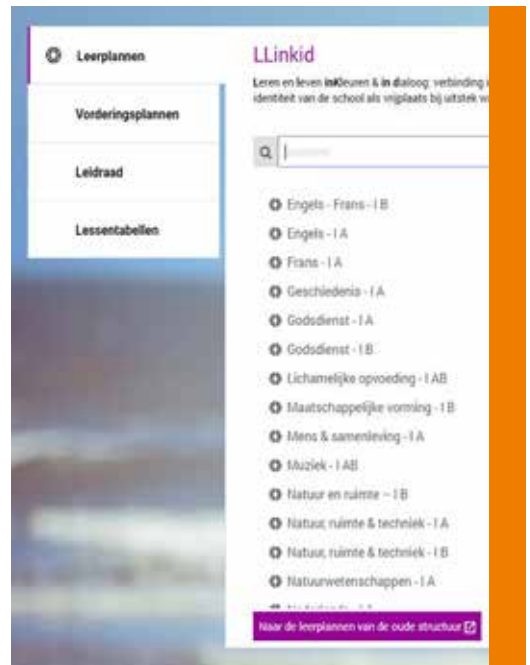 Leerplannen
Vorderingsplannen
Leidraad
Lessentabellen
LLinkid
Leren en leven inKleuren & in dialoog: verbinding
identiteit van de school als vrijplaats bij uitstek
Engels - Frans - I B
Engels - I A
Frans - I A
Geschiedenis - I A
Godsdienst - I A
Godsdienst - I B
Lichamelijke opvoeding - I AB
Maatschappelijke vorming - I B
Mens & samenleving - I A
Muziek - I AB
Natuur en ruimte – I B
Natuur, ruimte & techniek - I A
Natuur, ruimte & techniek - I B
Natuurwetenschappen - I A
Naar de leerplannen van de oude structuur